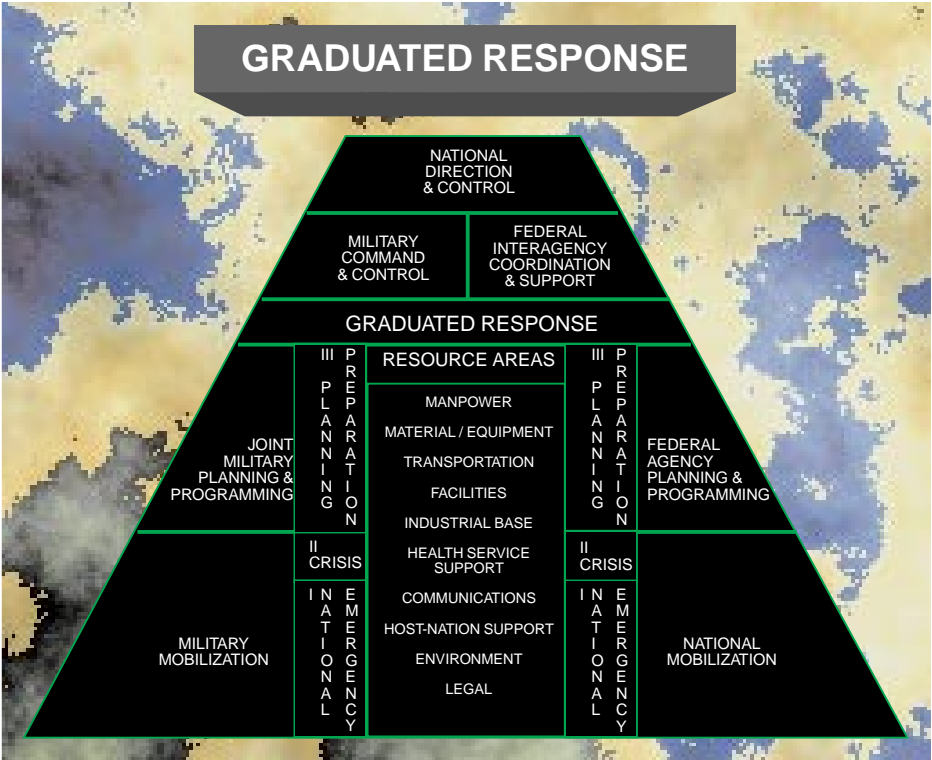 GRADUATED RESPONSE
NATIONAL
DIRECTION
& CONTROL
MILITARY
COMMAND
& CONTROL
FEDERAL
INTERAGENCY
COORDINATION
& SUPPORT
GRADUATED RESPONSE
JOINT
MILITARY
PLANNING &
PROGRAMMING
III PLANNING
PREPARATION
II
CRISIS
I NATIONAL
EMERGENCY
MILITARY
MOBILIZATION
RESOURCE AREAS
MANPOWER
MATERIAL / EQUIPMENT
TRANSPORTATION
FACILITIES
INDUSTRIAL BASE
HEALTH SERVICE
SUPPORT
COMMUNICATIONS
HOST-NATION SUPPORT
ENVIRONMENT
LEGAL
III PLANNING
PREPARATION
II
CRISIS
I NATIONAL
EMERGENCY
FEDERAL
AGENCY
PLANNING &
PROGRAMMING
NATIONAL
MOBILIZATION